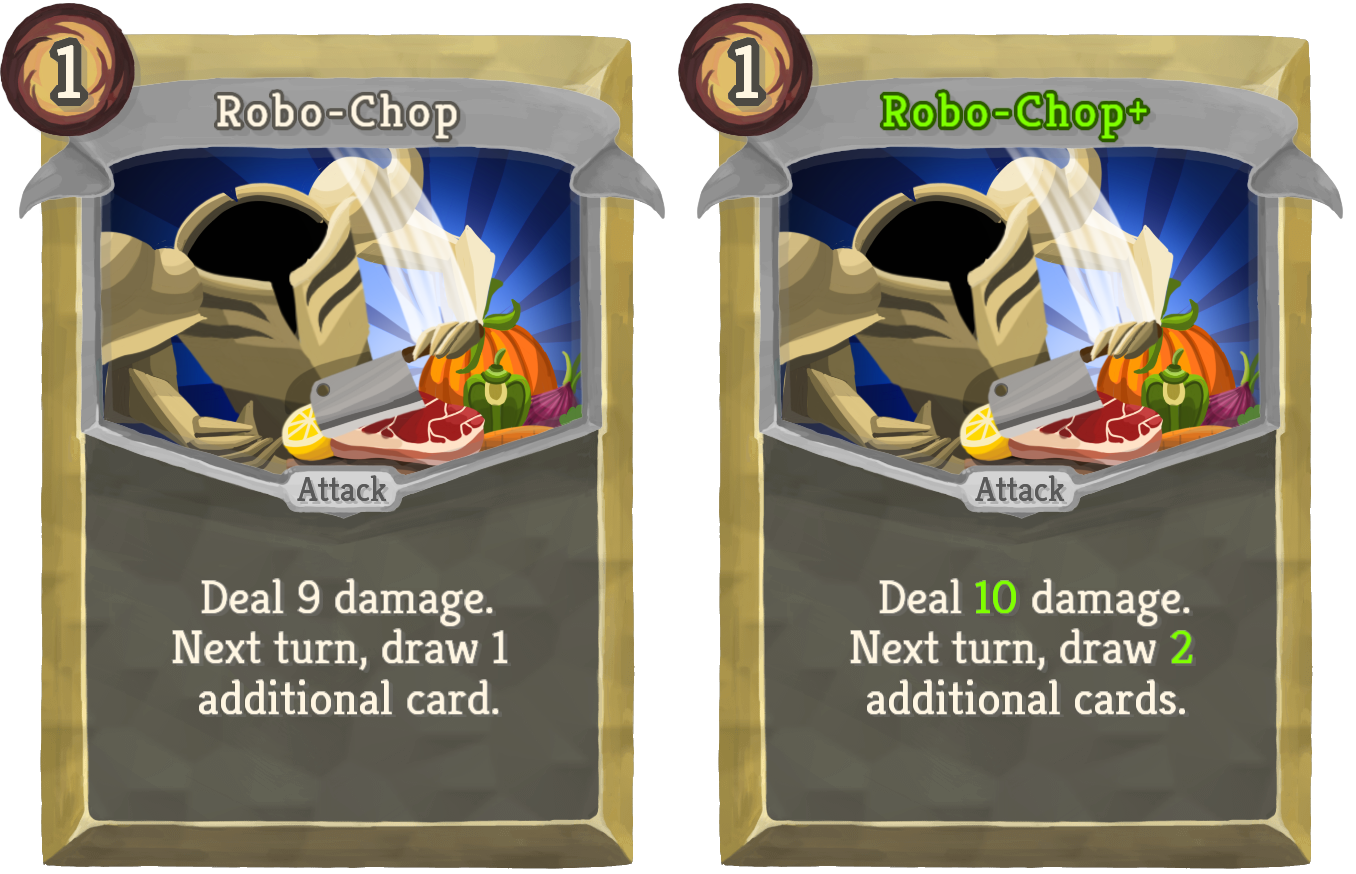 1
Robo-Chop
Attack
Deal 9 damage.
Next turn, draw 1
additional card.
1
Robo-Chop+
Attack
Deal 10 damage.
Next turn, draw 2
additional cards.